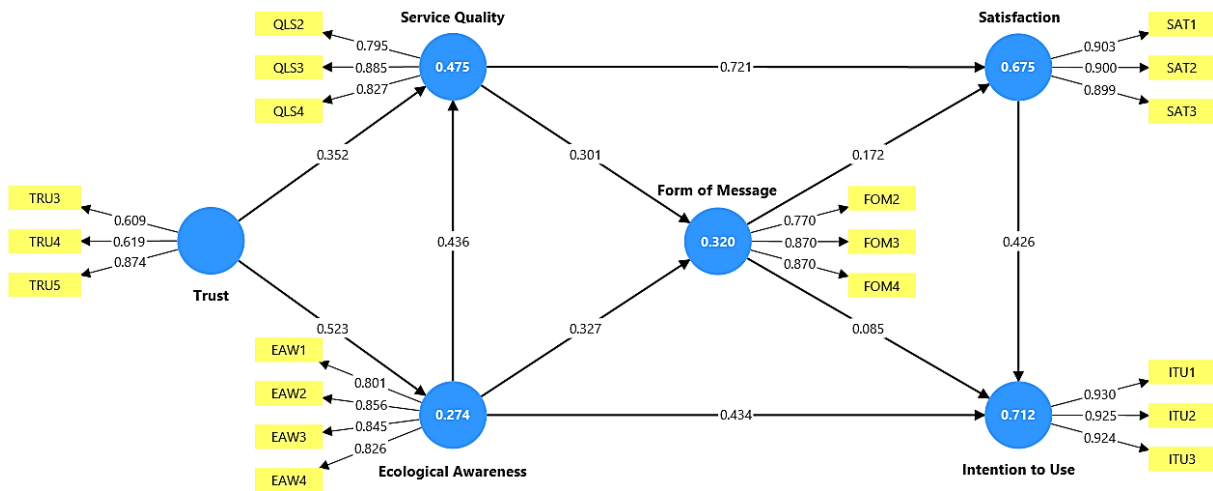 Service Quality
Satisfaction
QLS2
QLS3
QLS4
0.795
0.885
0.827
0.475
0.721
0.675
0.903
0.900
0.899
SAT1
SAT2
SAT3
0.352
0.301
0.172
Form of Message
TRU3
TRU4
TRU5
0.609
0.619
0.874
Trust
0.436
0.320
0.770
0.870
0.870
FOM2
FOM3
FOM4
0.426
0.523
0.327
0.085
EAW1
EAW2
EAW3
EAW4
0.801
0.856
0.845
0.826
0.274
0.434
0.712
0.930
0.925
0.924
ITU1
ITU2
ITU3
Ecological Awareness
Intention to Use